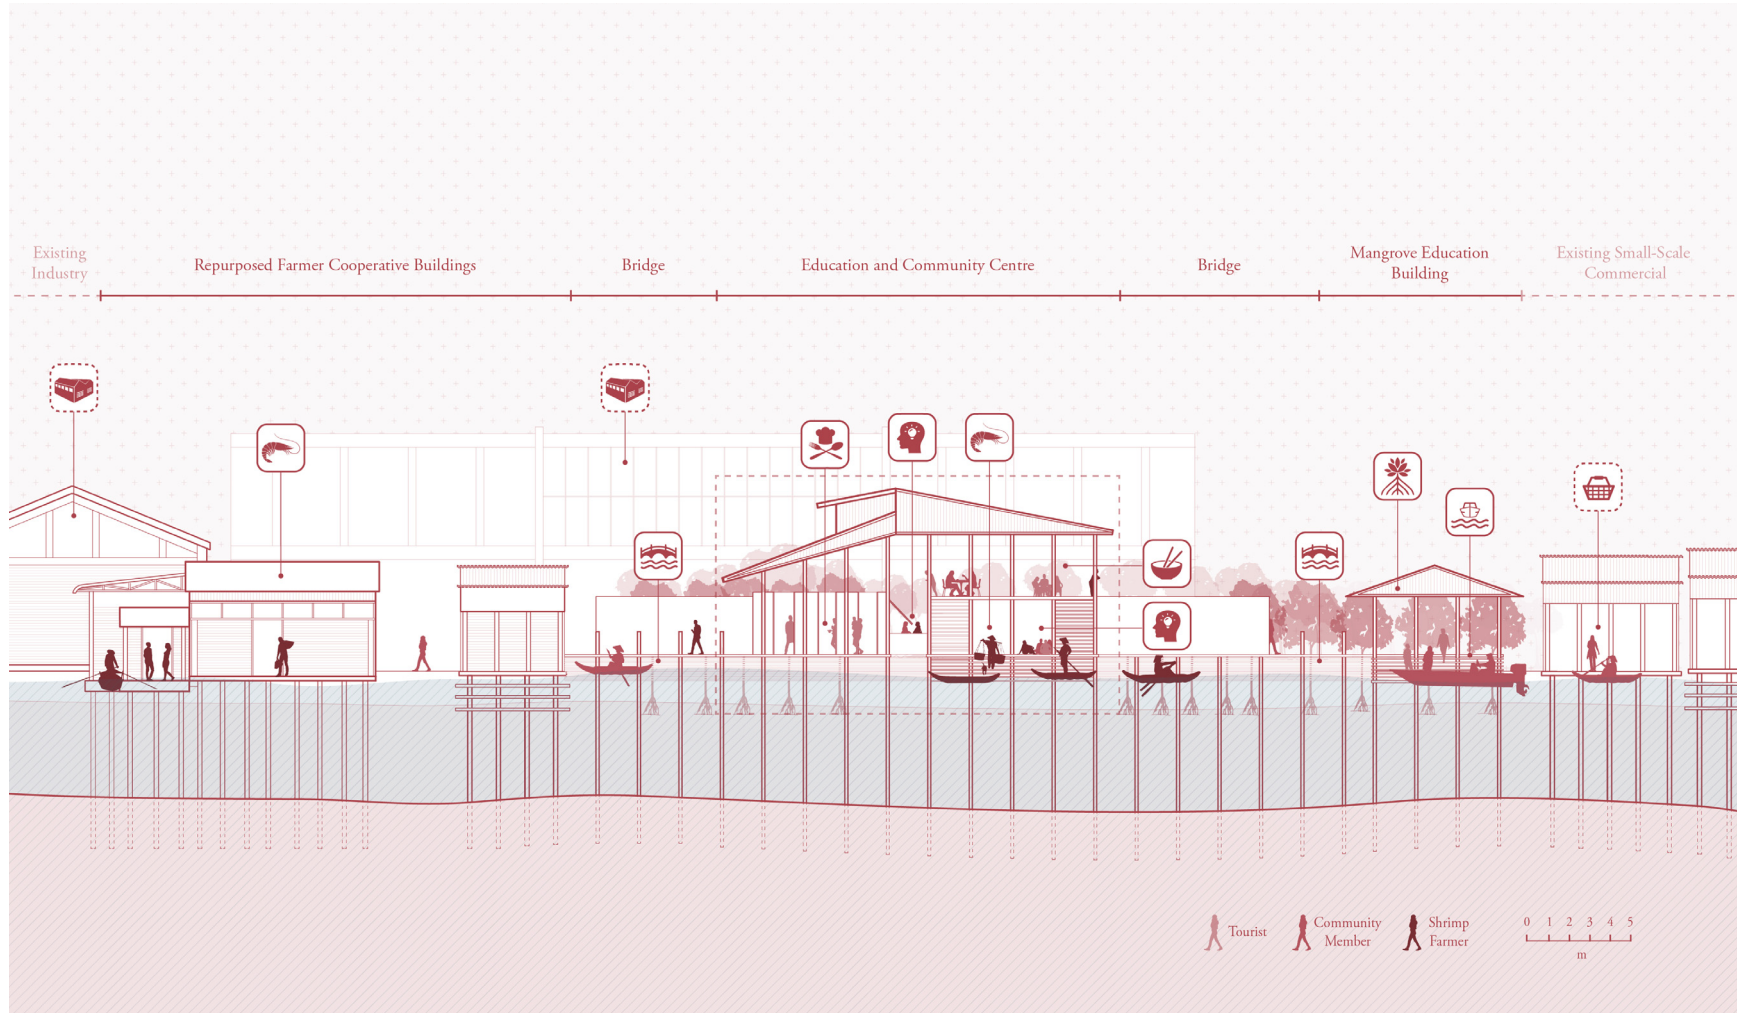 Existing
Industry
Repurposed Farmer Cooperative Buildings
Bridge
Education and Community Centre
Bridge
Mangrove Education
Building
Existing Small-Scale
Commercial
Tourist
Community
Member
Shrimp
Farmer
0 1 2 3 4 5
m